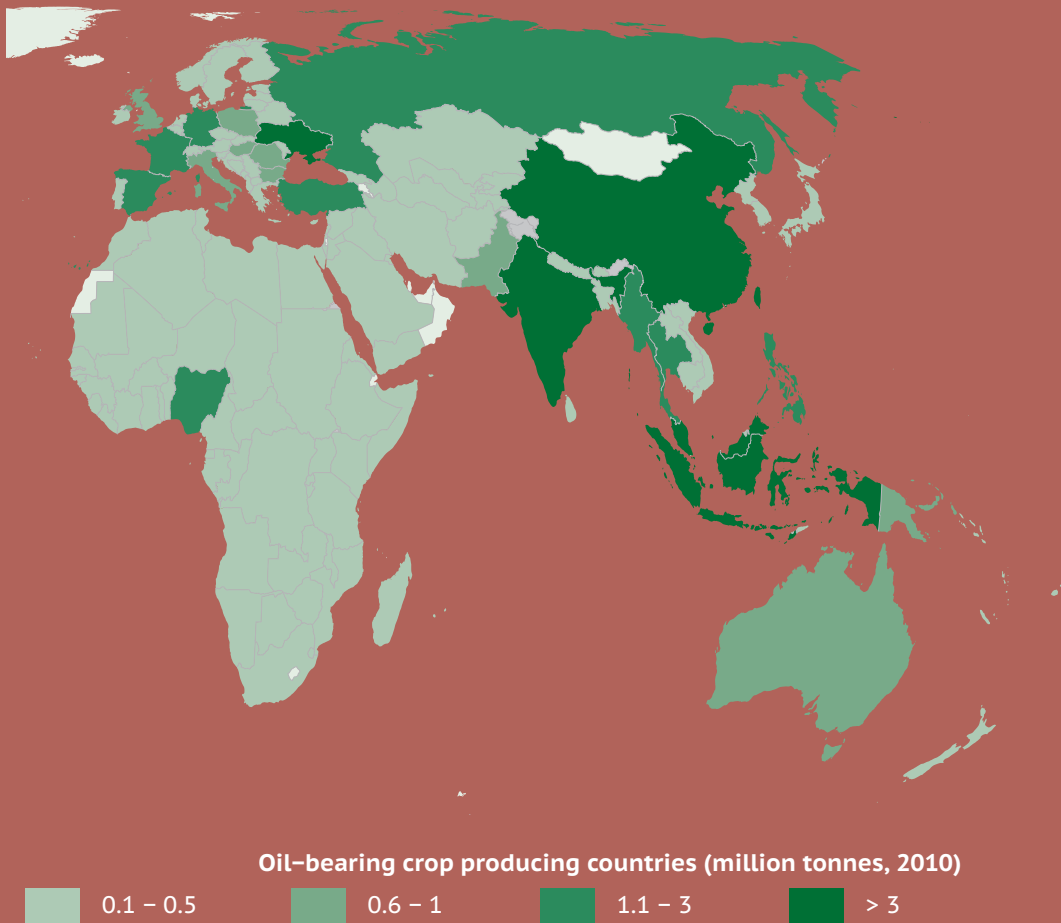 Oil–bearing crop producing countries (million tonnes, 2010)
0.1 – 0.5 0.6 – 1 1.1 – 3 > 3